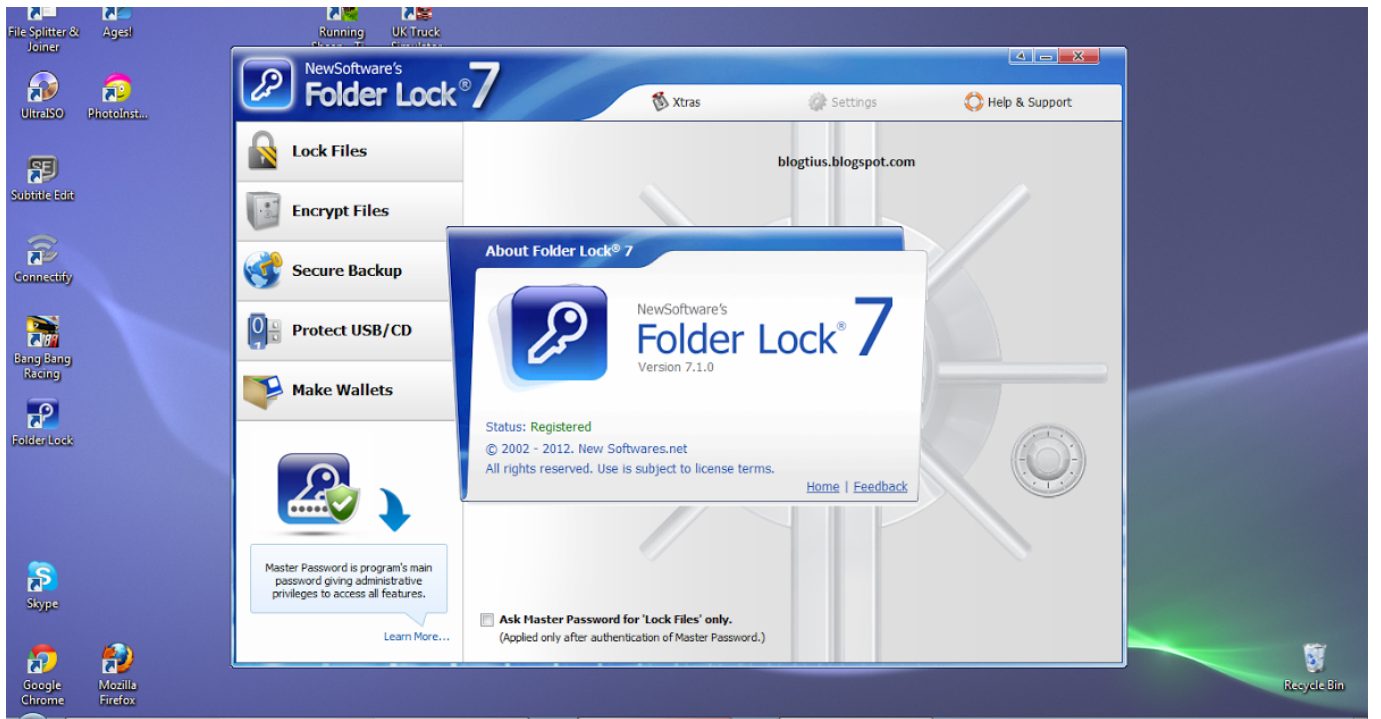 File Splitter &
Joiner
Ages!
Running
UK Truck
UltraISO
PhotoInst...
Subtitle Edit
Connectify
Bang Bang
Racing
Folder Lock
Skype
Google
Chrome
Mozilla
Firefox
Recycle Bin
NewSoftware's
Folder Lock® 7
Xtras
Settings
Help & Support
Lock Files
Encrypt Files
Secure Backup
Protect USB/CD
Make Wallets
Master Password is program's main
password giving administrative
privileges to access all features.
Learn More...
blogtius.blogspot.com
About Folder Lock® 7
NewSoftware's
Folder Lock® 7
Version 7.1.0
Status: Registered
© 2002 - 2012. New Softwares.net
All rights reserved. Use is subject to license terms.
Home | Feedback
Ask Master Password for 'Lock Files' only.
(Applied only after authentication of Master Password.)